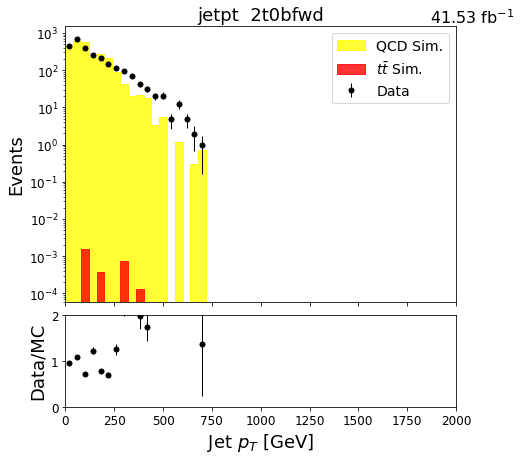 jetpt  2t0bfwd
41.53 fb⁻¹
QCD Sim.
tt̄ Sim.
Data
Events
10³
10²
10¹
10⁰
10⁻¹
10⁻²
10⁻³
10⁻⁴
Data/MC
2
1
0
0 250 500 750 1000 1250 1500 1750 2000
Jet p_T [GeV]